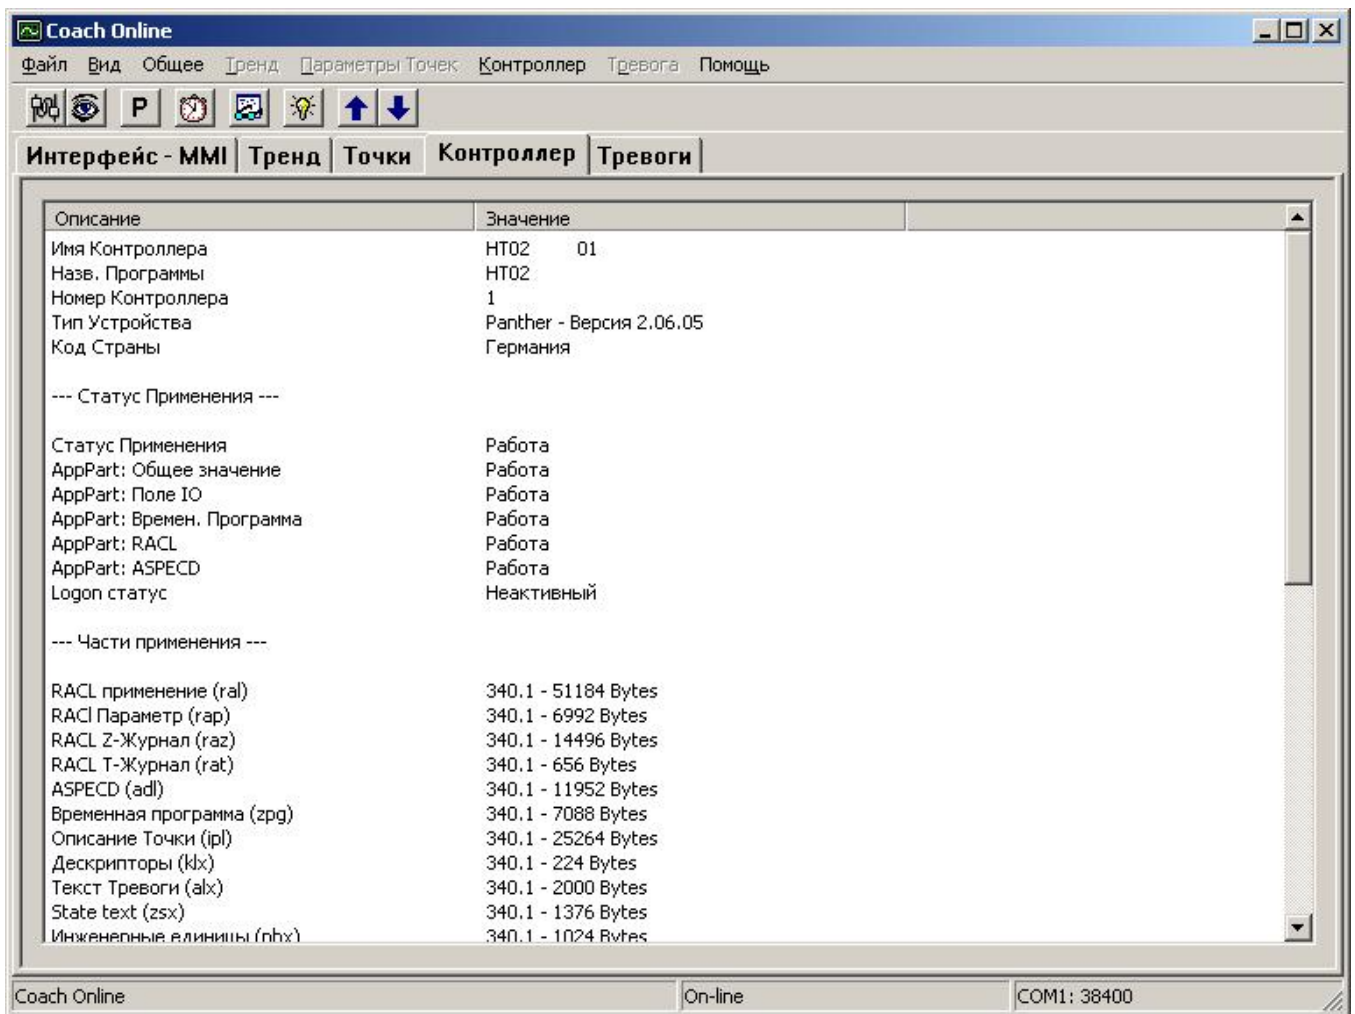 Coach Online
Файл Вид Общее Тренд Параметры Точек Контроллер Тревога Помощь
P
Интерфейс - MMI Тренд Точки Контроллер Тревоги
Описание Значение
Имя Контроллера HT02 01
Назв. Программы HT02
Номер Контроллера 1
Тип Устройства Panther - Версия 2.06.05
Код Страны Германия
--- Статус Применения ---
Статус Применения Работа
AppPart: Общее значение Работа
AppPart: Поле IO Работа
AppPart: Времен. Программа Работа
AppPart: RACL Работа
AppPart: ASPECD Работа
Logon статус Неактивный
--- Части применения ---
RACL применение (ral) 340.1 - 51184 Bytes
RACl Параметр (rap) 340.1 - 6992 Bytes
RACL Z-Журнал (raz) 340.1 - 14496 Bytes
RACL T-Журнал (rat) 340.1 - 656 Bytes
ASPECD (adl) 340.1 - 11952 Bytes
Временная программа (zpg) 340.1 - 7088 Bytes
Описание Точки (ipl) 340.1 - 25264 Bytes
Дескрипторы (klx) 340.1 - 224 Bytes
Текст Тревоги (alx) 340.1 - 2000 Bytes
State text (zsx) 340.1 - 1376 Bytes
Инженерные единицы (phx) 340.1 - 1024 Bytes
Coach Online On-line COM1: 38400